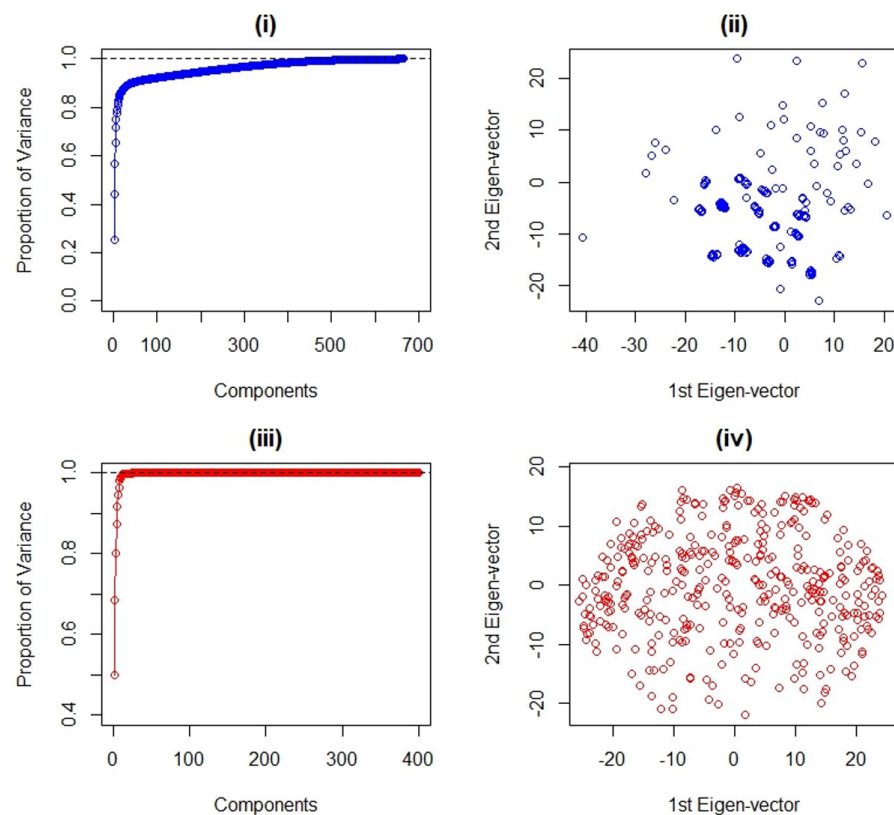 (i)
Proportion of Variance
1.0
0.8
0.6
0.4
0.2
0.0
0 100 300 500 700
Components
(ii)
2nd Eigen-vector
20
10
0
-10
-20
-40 -30 -20 -10 0 10 20
1st Eigen-vector
(iii)
Proportion of Variance
1.0
0.8
0.6
0.4
0 100 200 300 400
Components
(iv)
2nd Eigen-vector
20
10
0
-10
-20
-20 -10 0 10 20
1st Eigen-vector